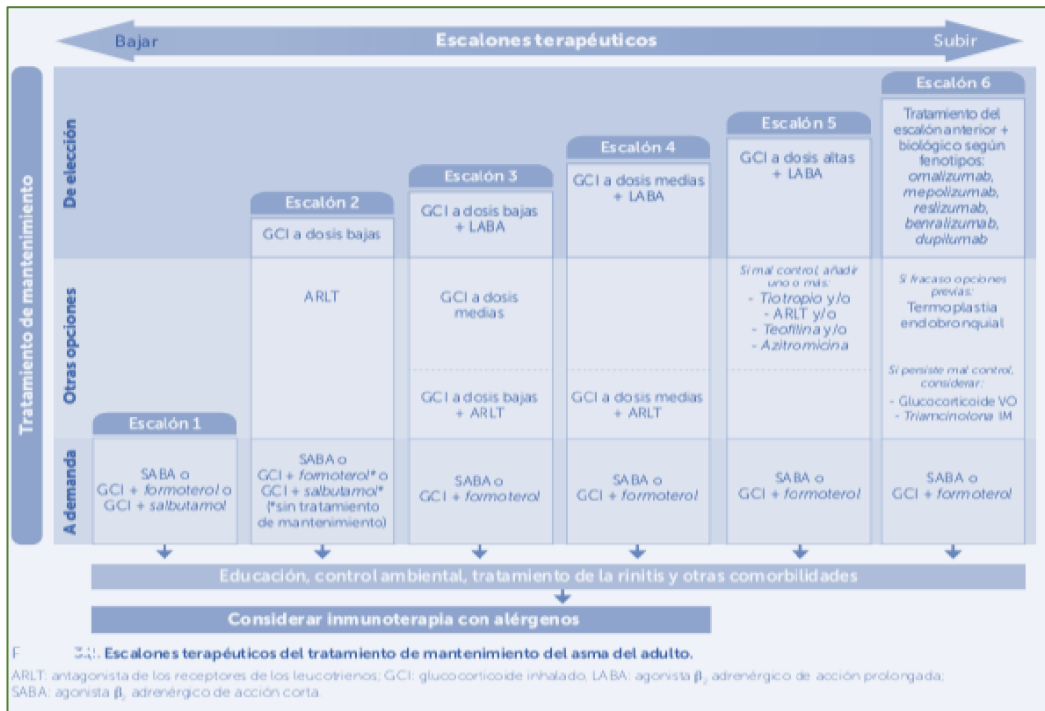 Bajar
Escalones terapéuticos
Subir
Tratamiento de mantenimiento
De elección
Otras opciones
A demanda
Escalón 1
SABA o
GCI + formoterol o
GCI + salbutamol
Escalón 2
GCI a dosis bajas
ARLT
SABA o
GCI + formoterol* o
GCI + salbutamol*
(*sin tratamiento
de mantenimiento)
Escalón 3
GCI a dosis bajas
+ LABA
GCI a dosis
medias
GCI a dosis bajas
+ ARLT
SABA o
GCI + formoterol
Escalón 4
GCI a dosis medias
+ LABA
GCI a dosis medias
+ ARLT
SABA o
GCI + formoterol
Escalón 5
GCI a dosis altas
+ LABA
Si mal control, añadir
uno o más:
- Tiotropio y/o
- ARLT y/o
- Teofilina y/o
- Azitromicina
SABA o
GCI + formoterol
Escalón 6
Tratamiento del
escalón anterior +
biológico según
fenotipos:
omalizumab,
mepolizumab,
reslizumab,
benralizumab,
dupilumab
Si fracaso opciones
previas:
Termoplastia
endobronquial
Si persiste mal control,
considerar:
- Glucocorticoide VO
- Triamcinolona IM
SABA o
GCI + formoterol
Educación, control ambiental, tratamiento de la rinitis y otras comorbilidades
Considerar inmunoterapia con alérgenos
F
Escalones terapéuticos del tratamiento de mantenimiento del asma del adulto.
ARLT: antagonista de los receptores de los leucotrienos; GCI: glucocorticoide inhalado; LABA: agonista β₂ adrenérgico de acción prolongada;
SABA: agonista β₂ adrenérgico de acción corta.